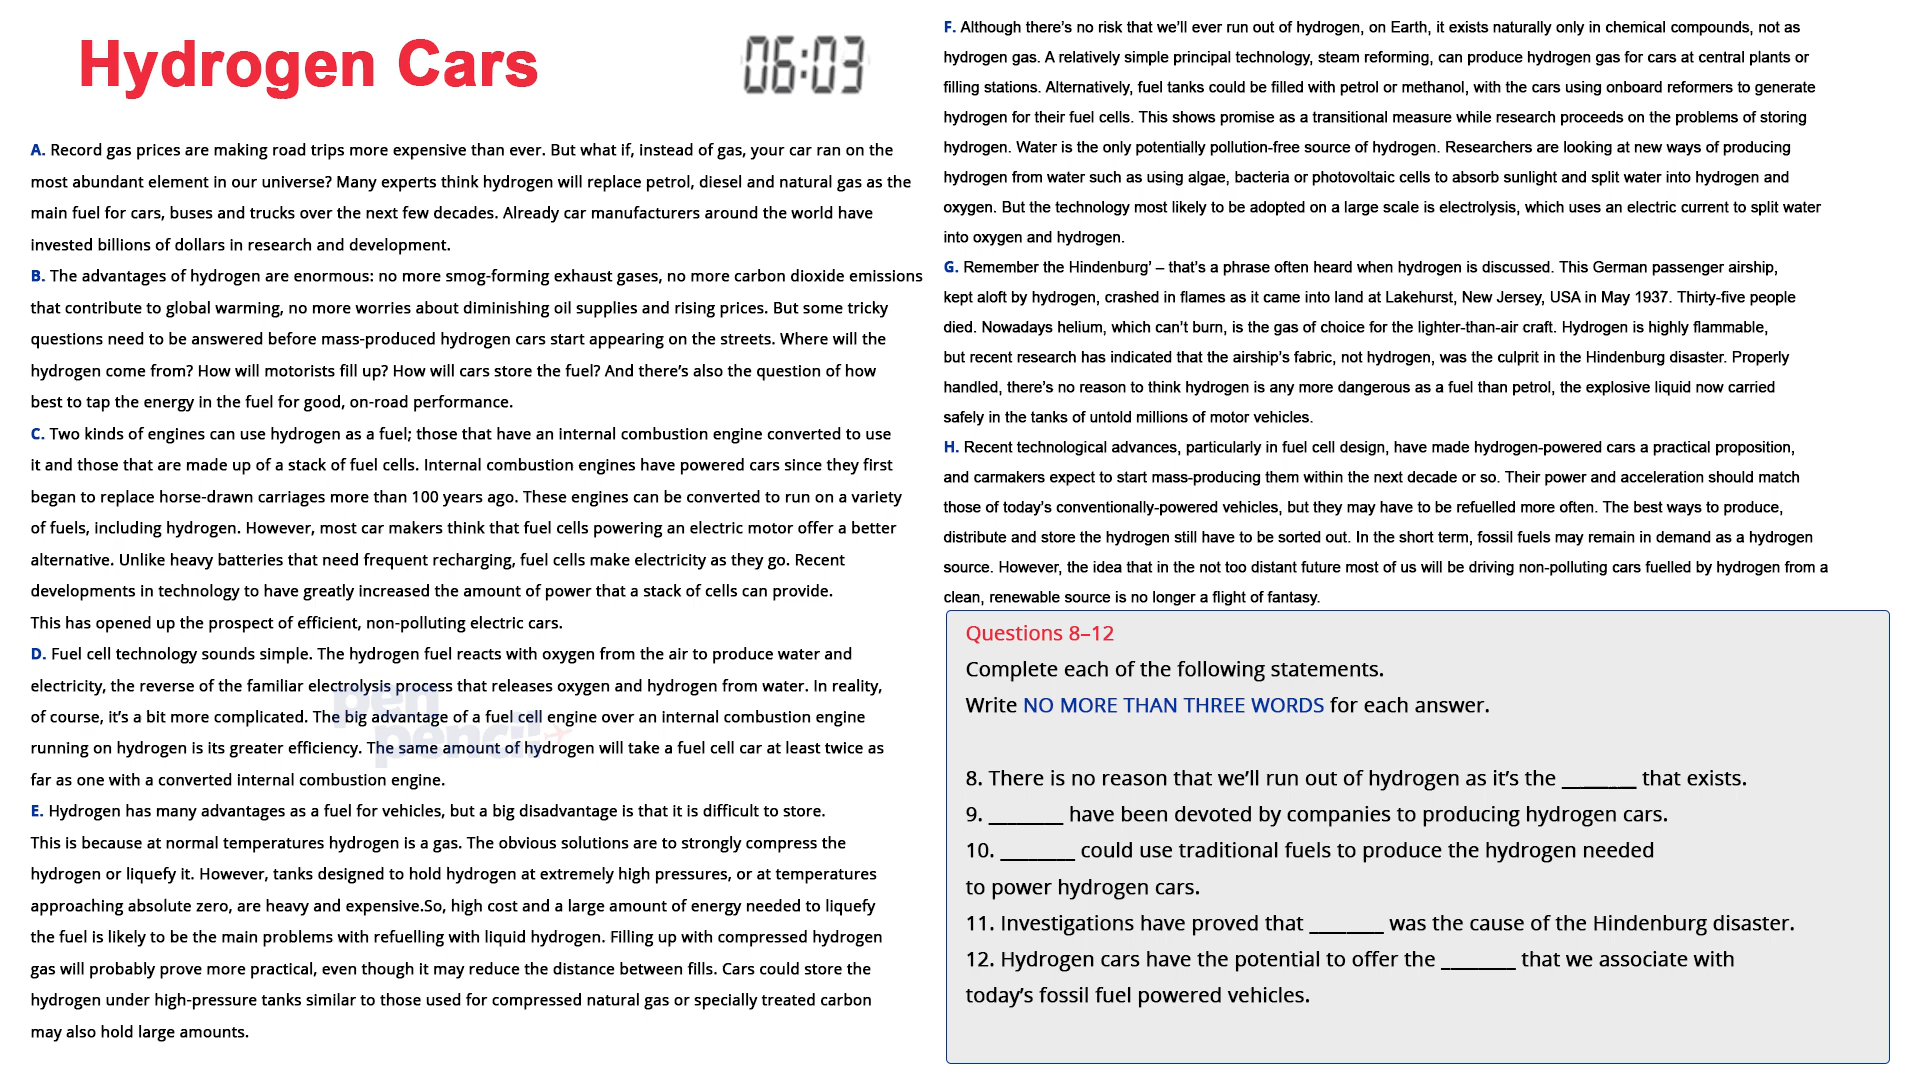 Hydrogen Cars
06:03
A. Record gas prices are making road trips more expensive than ever. But what if, instead of gas, your car ran on the
most abundant element in our universe? Many experts think hydrogen will replace petrol, diesel and natural gas as the
main fuel for cars, buses and trucks over the next few decades. Already car manufacturers around the world have
invested billions of dollars in research and development.
B. The advantages of hydrogen are enormous: no more smog-forming exhaust gases, no more carbon dioxide emissions
that contribute to global warming, no more worries about diminishing oil supplies and rising prices. But some tricky
questions need to be answered before mass-produced hydrogen cars start appearing on the streets. Where will the
hydrogen come from? How will motorists fill up? How will cars store the fuel? And there's also the question of how
best to tap the energy in the fuel for good, on-road performance.
C. Two kinds of engines can use hydrogen as a fuel; those that have an internal combustion engine converted to use
it and those that are made up of a stack of fuel cells. Internal combustion engines have powered cars since they first
began to replace horse-drawn carriages more than 100 years ago. These engines can be converted to run on a variety
of fuels, including hydrogen. However, most car makers think that fuel cells powering an electric motor offer a better
alternative. Unlike heavy batteries that need frequent recharging, fuel cells make electricity as they go. Recent
developments in technology to have greatly increased the amount of power that a stack of cells can provide.
This has opened up the prospect of efficient, non-polluting electric cars.
D. Fuel cell technology sounds simple. The hydrogen fuel reacts with oxygen from the air to produce water and
electricity, the reverse of the familiar electrolysis process that releases oxygen and hydrogen from water. In reality,
of course, it's a bit more complicated. The big advantage of a fuel cell engine over an internal combustion engine
running on hydrogen is its greater efficiency. The same amount of hydrogen will take a fuel cell car at least twice as
far as one with a converted internal combustion engine.
pen
pencil
E. Hydrogen has many advantages as a fuel for vehicles, but a big disadvantage is that it is difficult to store.
This is because at normal temperatures hydrogen is a gas. The obvious solutions are to strongly compress the
hydrogen or liquefy it. However, tanks designed to hold hydrogen at extremely high pressures, or at temperatures
approaching absolute zero, are heavy and expensive.So, high cost and a large amount of energy needed to liquefy
the fuel is likely to be the main problems with refuelling with liquid hydrogen. Filling up with compressed hydrogen
gas will probably prove more practical, even though it may reduce the distance between fills. Cars could store the
hydrogen under high-pressure tanks similar to those used for compressed natural gas or specially treated carbon
may also hold large amounts.
F. Although there's no risk that we'll ever run out of hydrogen, on Earth, it exists naturally only in chemical compounds, not as
hydrogen gas. A relatively simple principal technology, steam reforming, can produce hydrogen gas for cars at central plants or
filling stations. Alternatively, fuel tanks could be filled with petrol or methanol, with the cars using onboard reformers to generate
hydrogen for their fuel cells. This shows promise as a transitional measure while research proceeds on the problems of storing
hydrogen. Water is the only potentially pollution-free source of hydrogen. Researchers are looking at new ways of producing
hydrogen from water such as using algae, bacteria or photovoltaic cells to absorb sunlight and split water into hydrogen and
oxygen. But the technology most likely to be adopted on a large scale is electrolysis, which uses an electric current to split water
into oxygen and hydrogen.
G. Remember the Hindenburg’ – that's a phrase often heard when hydrogen is discussed. This German passenger airship,
kept aloft by hydrogen, crashed in flames as it came into land at Lakehurst, New Jersey, USA in May 1937. Thirty-five people
died. Nowadays helium, which can't burn, is the gas of choice for the lighter-than-air craft. Hydrogen is highly flammable,
but recent research has indicated that the airship's fabric, not hydrogen, was the culprit in the Hindenburg disaster. Properly
handled, there's no reason to think hydrogen is any more dangerous as a fuel than petrol, the explosive liquid now carried
safely in the tanks of untold millions of motor vehicles.
H. Recent technological advances, particularly in fuel cell design, have made hydrogen-powered cars a practical proposition,
and carmakers expect to start mass-producing them within the next decade or so. Their power and acceleration should match
those of today's conventionally-powered vehicles, but they may have to be refuelled more often. The best ways to produce,
distribute and store the hydrogen still have to be sorted out. In the short term, fossil fuels may remain in demand as a hydrogen
source. However, the idea that in the not too distant future most of us will be driving non-polluting cars fuelled by hydrogen from a
clean, renewable source is no longer a flight of fantasy.
Questions 8–12
Complete each of the following statements.
Write NO MORE THAN THREE WORDS for each answer.
8. There is no reason that we'll run out of hydrogen as it's the _______ that exists.
9. _______ have been devoted by companies to producing hydrogen cars.
10. _______ could use traditional fuels to produce the hydrogen needed
to power hydrogen cars.
11. Investigations have proved that _______ was the cause of the Hindenburg disaster.
12. Hydrogen cars have the potential to offer the _______ that we associate with
today's fossil fuel powered vehicles.